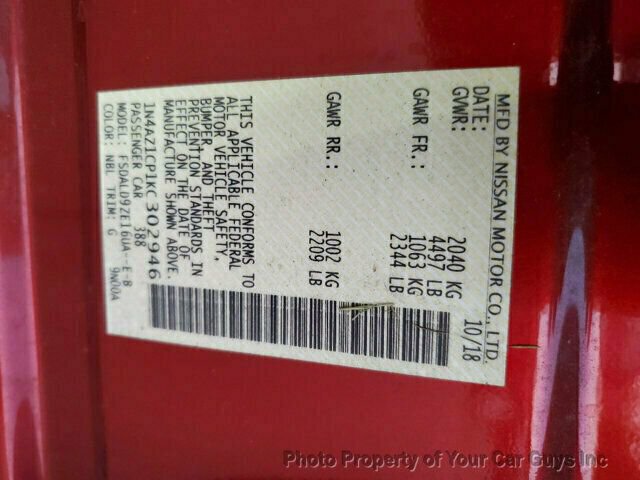 MFD BY NISSAN MOTOR CO., LTD.
DATE: 10/18
GVWR: 2040 KG
4497 LB
GAWR FR.: 1063 KG
2344 LB
GAWR RR.: 1002 KG
2209 LB
THIS VEHICLE CONFORMS TO
ALL APPLICABLE FEDERAL
MOTOR VEHICLE SAFETY,
BUMPER, AND THEFT
PREVENTION STANDARDS IN
EFFECT ON THE DATE OF
MANUFACTURE SHOWN ABOVE.
1N4AZ1CP1KC302946
PASSENGER CAR 388
MODEL: FSDALD9ZE16UA--E-B
COLOR: NBL TRIM: G 9N00A
Photo Property of Your Car Guys Inc